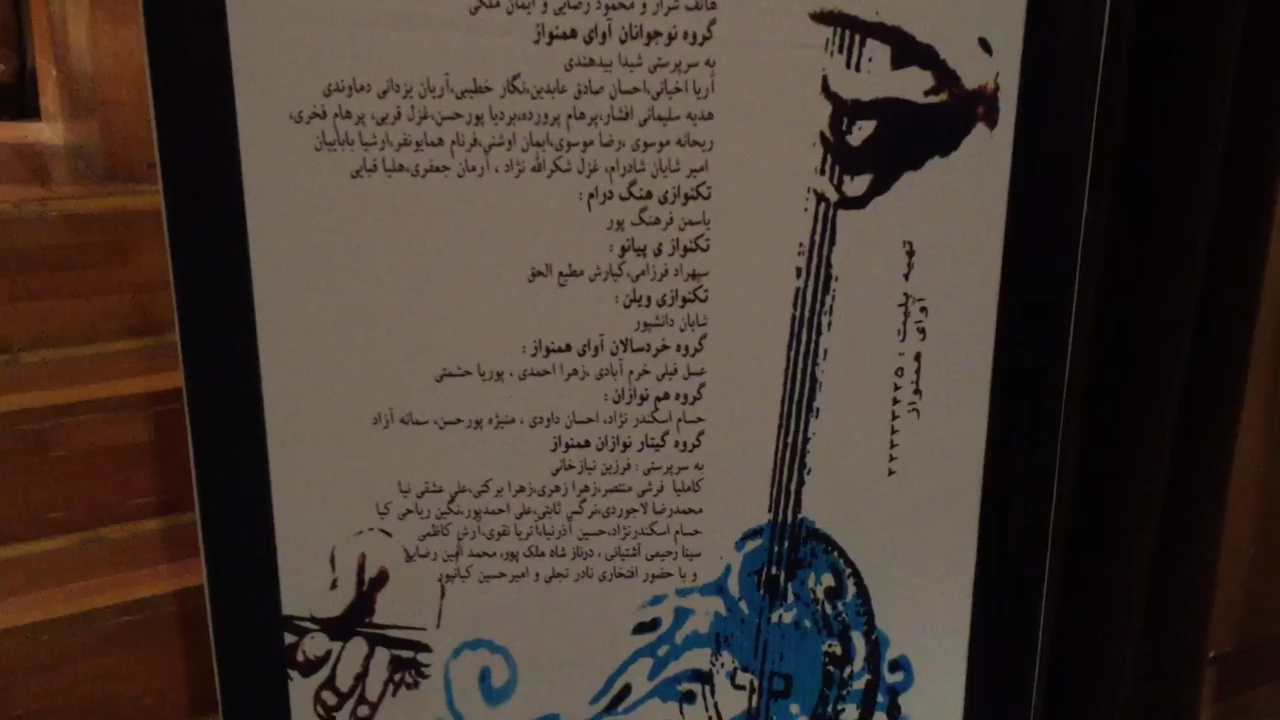 هاتف شرار و محمود رضایی و ایمان ملکی
گروه نوجوانان آوای همنواز
به سرپرستی شیدا بیدهندی
آریا اخیانی،احسان صادق عابدین،نگار خطیبی،آریان یزدانی دماوندی
هدیه سلیمانی افشار،پرهام پرورده،بردیا پورحسن،غزل قربی، پرهام فخری،
ریحانه موسوی ،رضا موسوی،ایمان اوشنی،فرنام همایونفر،ارشیا باباییان
امیر شایان شادرام، غزل شکرالله نژاد ، آرمان جعفری،هلیا قبایی
تکنوازی هنگ درام :
یاسمن فرهنگ پور
تکنواز ی پیانو :
سپهراد فرزامی،کیارش مطیع الحق
تکنوازی ویلن :
شایان دانشپور
گروه خردسالان آوای همنواز :
عسل فیلی خرم آبادی ،زهرا احمدی ، پوریا حشمتی
گروه هم نوازان :
حسام اسکندر نژاد، احسان داودی ، منیژه پورحسن، سمانه آزاد
گروه گیتار نوازان همنواز
به سرپرستی : فرزین نیازخانی
کاملیا فرشی منتصر،زهرا زهری،زهرا برکتی،علی عشقی نیا
محمدرضا لاجوردی،نرگس ثابتی،علی احمدپور،نگین ریاحی کیا
حسام اسکندرنژاد،حسین آذرنیا،آتریا نقوی،آرش کاظمی
سینا رحیمی آشتیانی ، درناز شاه ملک پور، محمد امین رضایی
و با حضور افتخاری نادر تجلی و امیرحسین کیانپور
تهیه بلیت : ۲۲۲۳۳۴۳۵
آوای همنواز